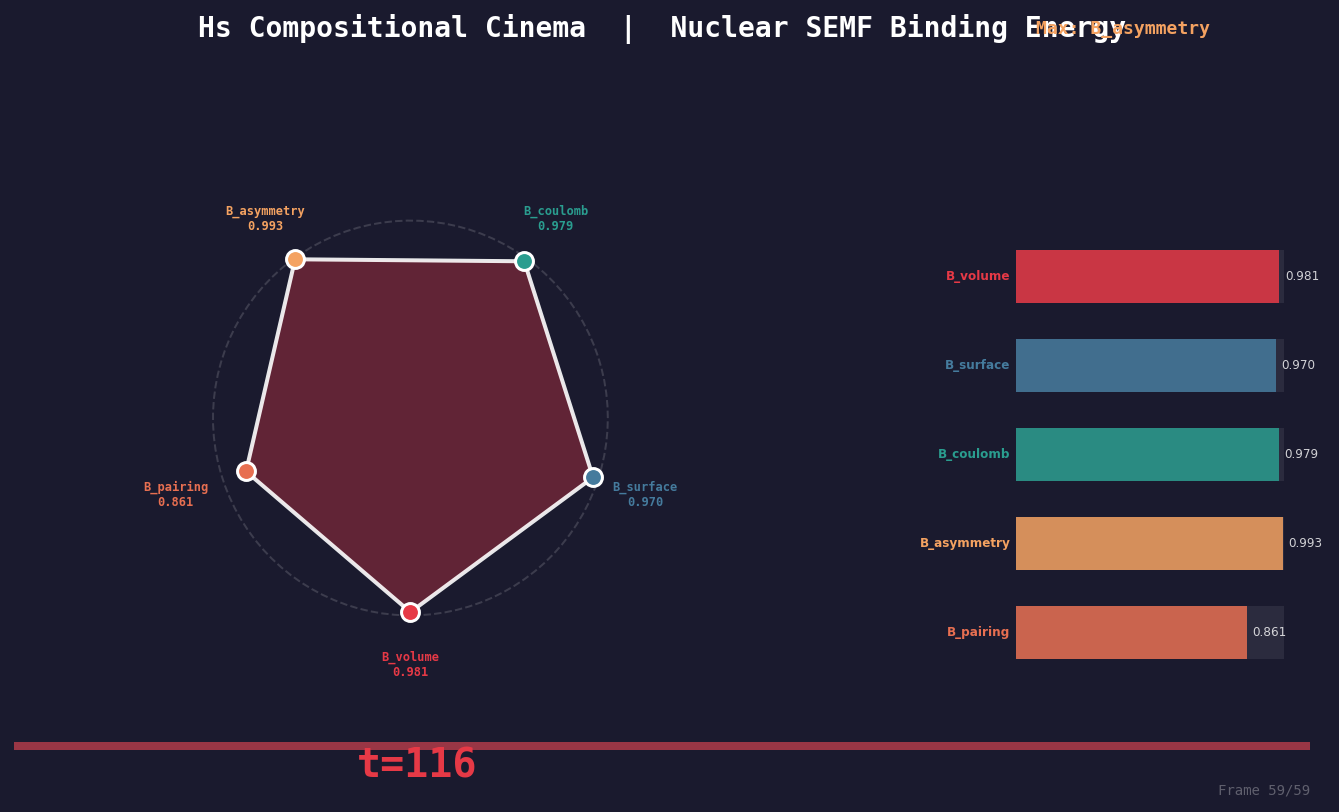 Hs Compositional Cinema | Nuclear SEMF Binding Energy
Max: B_asymmetry
B_asymmetry
0.993
B_coulomb
0.979
B_pairing
0.861
B_surface
0.970
B_volume
0.981
B_volume 0.981
B_surface 0.970
B_coulomb 0.979
B_asymmetry 0.993
B_pairing 0.861
t=116
Frame 59/59